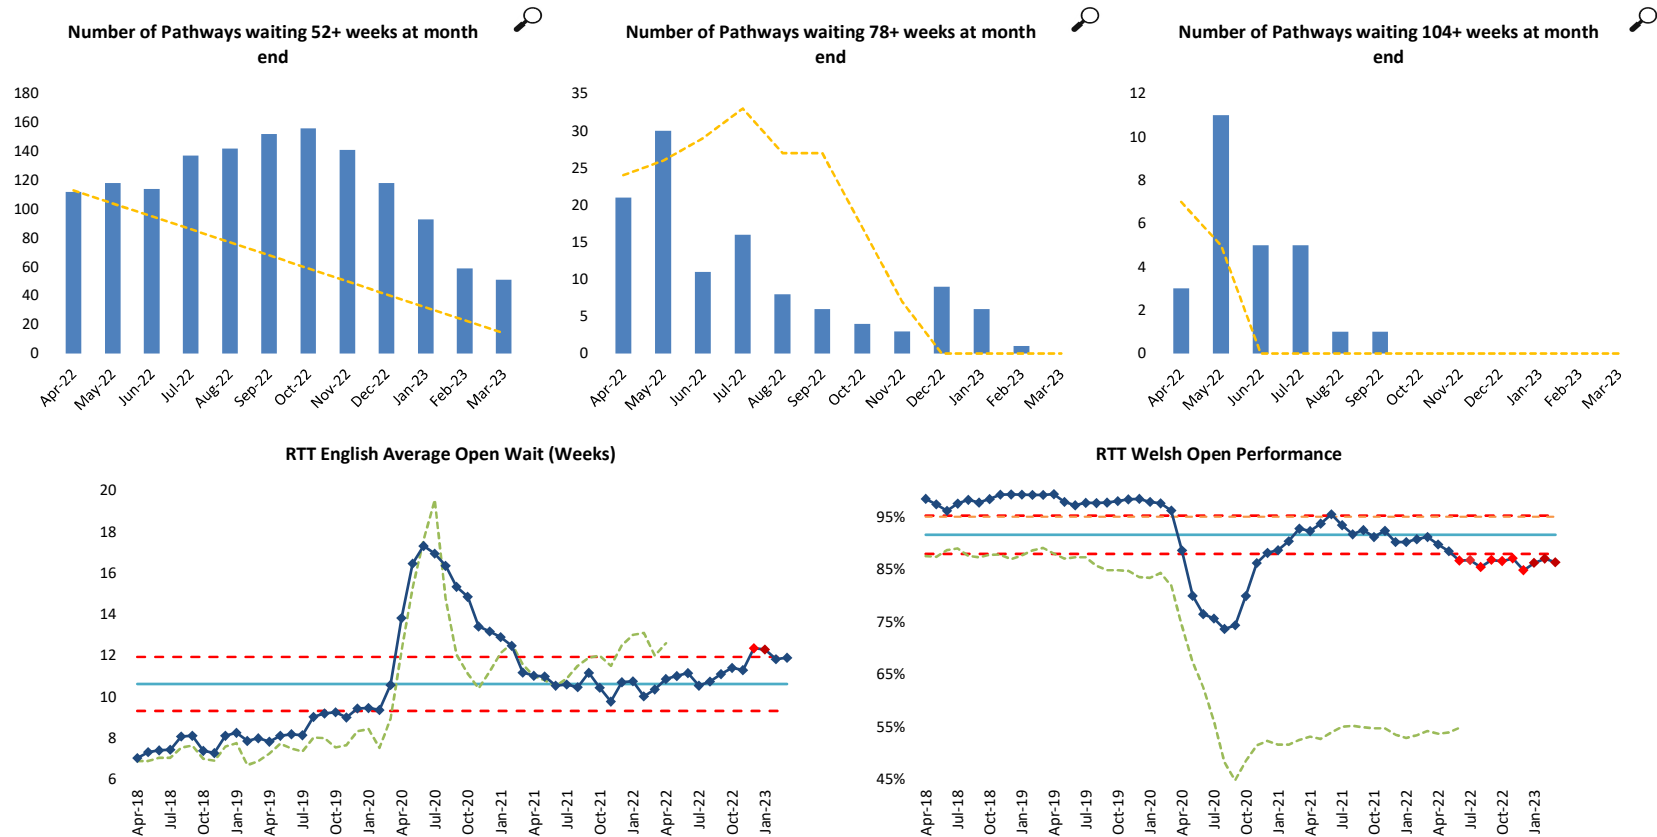 Number of Pathways waiting 52+ weeks at month
end
180
160
140
120
100
80
60
40
20
0
Apr-22
May-22
Jun-22
Jul-22
Aug-22
Sep-22
Oct-22
Nov-22
Dec-22
Jan-23
Feb-23
Mar-23
Number of Pathways waiting 78+ weeks at month
end
35
30
25
20
15
10
5
0
Apr-22
May-22
Jun-22
Jul-22
Aug-22
Sep-22
Oct-22
Nov-22
Dec-22
Jan-23
Feb-23
Mar-23
Number of Pathways waiting 104+ weeks at month
end
12
10
8
6
4
2
0
Apr-22
May-22
Jun-22
Jul-22
Aug-22
Sep-22
Oct-22
Nov-22
Dec-22
Jan-23
Feb-23
Mar-23
RTT English Average Open Wait (Weeks)
20
18
16
14
12
10
8
6
Apr-18
Jul-18
Oct-18
Jan-19
Apr-19
Jul-19
Oct-19
Jan-20
Apr-20
Jul-20
Oct-20
Jan-21
Apr-21
Jul-21
Oct-21
Jan-22
Apr-22
Jul-22
Oct-22
Jan-23
RTT Welsh Open Performance
95%
85%
75%
65%
55%
45%
Apr-18
Jul-18
Oct-18
Jan-19
Apr-19
Jul-19
Oct-19
Jan-20
Apr-20
Jul-20
Oct-20
Jan-21
Apr-21
Jul-21
Oct-21
Jan-22
Apr-22
Jul-22
Oct-22
Jan-23